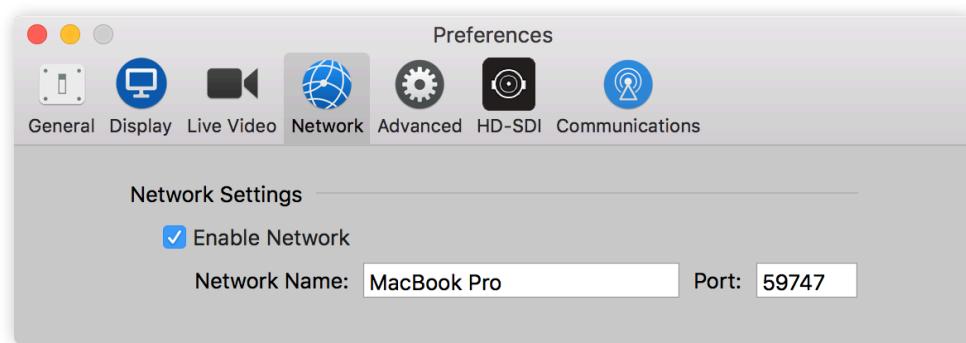 Preferences
General Display Live Video Network Advanced HD-SDI Communications
Network Settings
Enable Network
Network Name: MacBook Pro Port: 59747